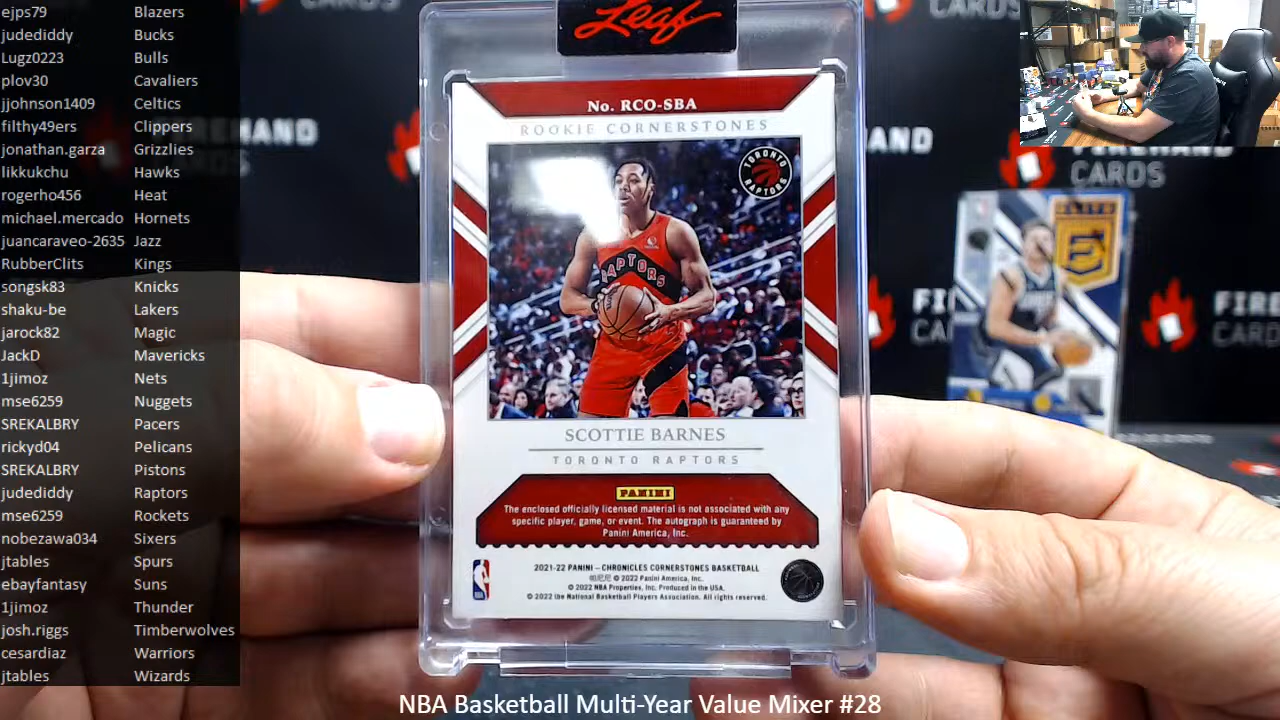 ejps79 Blazers
judediddy Bucks
Lugz0223 Bulls
plov30 Cavaliers
jjohnson1409 Celtics
filthy49ers Clippers
jonathan.garza Grizzlies
likkukchu Hawks
rogerho456 Heat
michael.mercado Hornets
juancaraveo-2635 Jazz
RubberClits Kings
songsk83 Knicks
shaku-be Lakers
jarock82 Magic
JackD Mavericks
1jimoz Nets
mse6259 Nuggets
SREKALBRY Pacers
rickyd04 Pelicans
SREKALBRY Pistons
judediddy Raptors
mse6259 Rockets
nobezawa034 Sixers
jtables Spurs
ebayfantasy Suns
1jimoz Thunder
josh.riggs Timberwolves
cesardiaz Warriors
jtables Wizards
Leaf
No. RCO-SBA
ROOKIE CORNERSTONES
TORONTO
RAPTORS
RAPTORS
SCOTTIE BARNES
TORONTO RAPTORS
PANINI
The enclosed officially licensed material is not associated with any
specific player, game, or event. The autograph is guaranteed by
Panini America, Inc.
2021-22 PANINI – CHRONICLES CORNERSTONES BASKETBALL
帕尼尼 © 2022 Panini America, Inc.
© 2022 NBA Properties, Inc. Produced in the USA.
© 2022 the National Basketball Players Association. All rights reserved.
CARDS
CARDS
ELITE
NBA Basketball Multi-Year Value Mixer #28